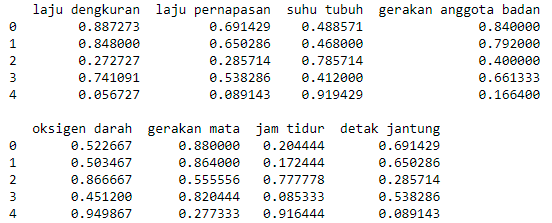 laju dengkuran laju pernapasan suhu tubuh gerakan anggota badan
0 0.887273 0.691429 0.488571 0.840000
1 0.848000 0.650286 0.468000 0.792000
2 0.272727 0.285714 0.785714 0.400000
3 0.741091 0.538286 0.412000 0.661333
4 0.056727 0.089143 0.919429 0.166400
oksigen darah gerakan mata jam tidur detak jantung
0 0.522667 0.880000 0.204444 0.691429
1 0.503467 0.864000 0.172444 0.650286
2 0.866667 0.555556 0.777778 0.285714
3 0.451200 0.820444 0.085333 0.538286
4 0.949867 0.277333 0.916444 0.089143